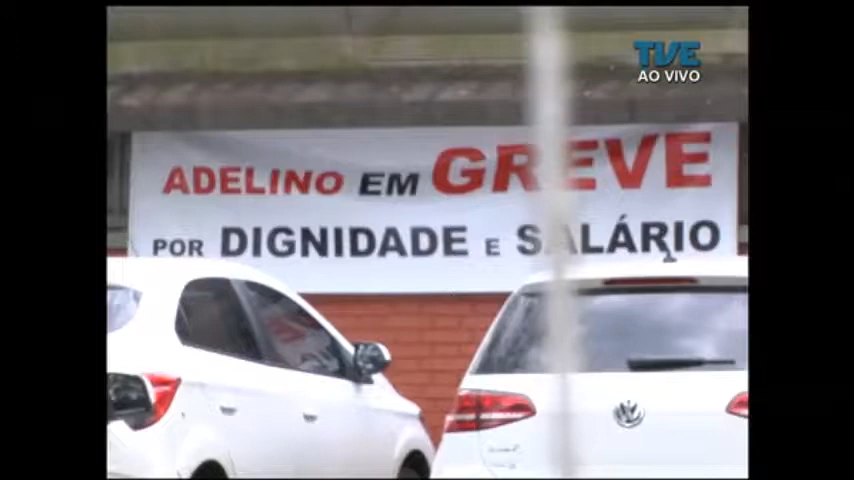 TVE
AO VIVO
ADELINO EM GREVE
POR DIGNIDADE E SALÁRIO